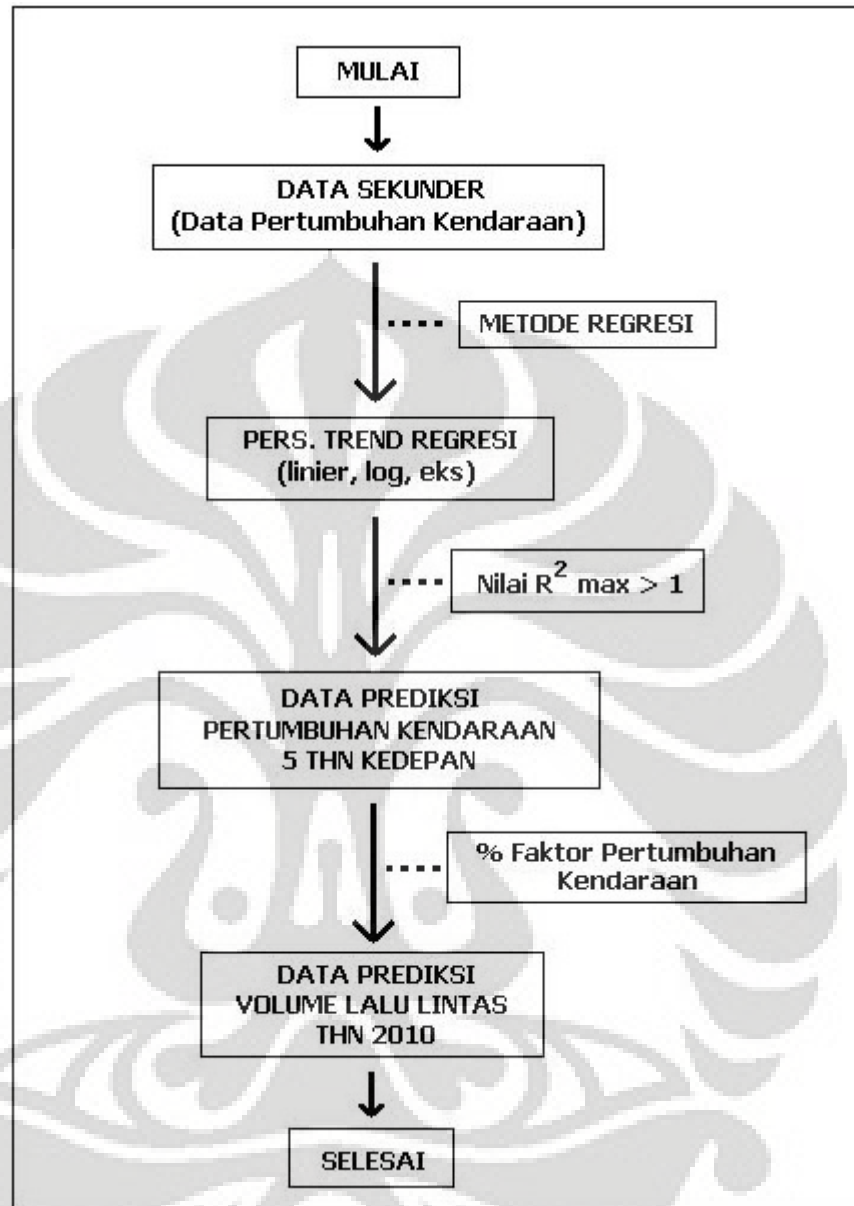 MULAI
DATA SEKUNDER
(Data Pertumbuhan Kendaraan)
METODE REGRESI
PERS. TREND REGRESI
(linier, log, eks)
Nilai R² max > 1
DATA PREDIKSI
PERTUMBUHAN KENDARAAN
5 THN KEDEPAN
% Faktor Pertumbuhan
Kendaraan
DATA PREDIKSI
VOLUME LALU LINTAS
THN 2010
SELESAI